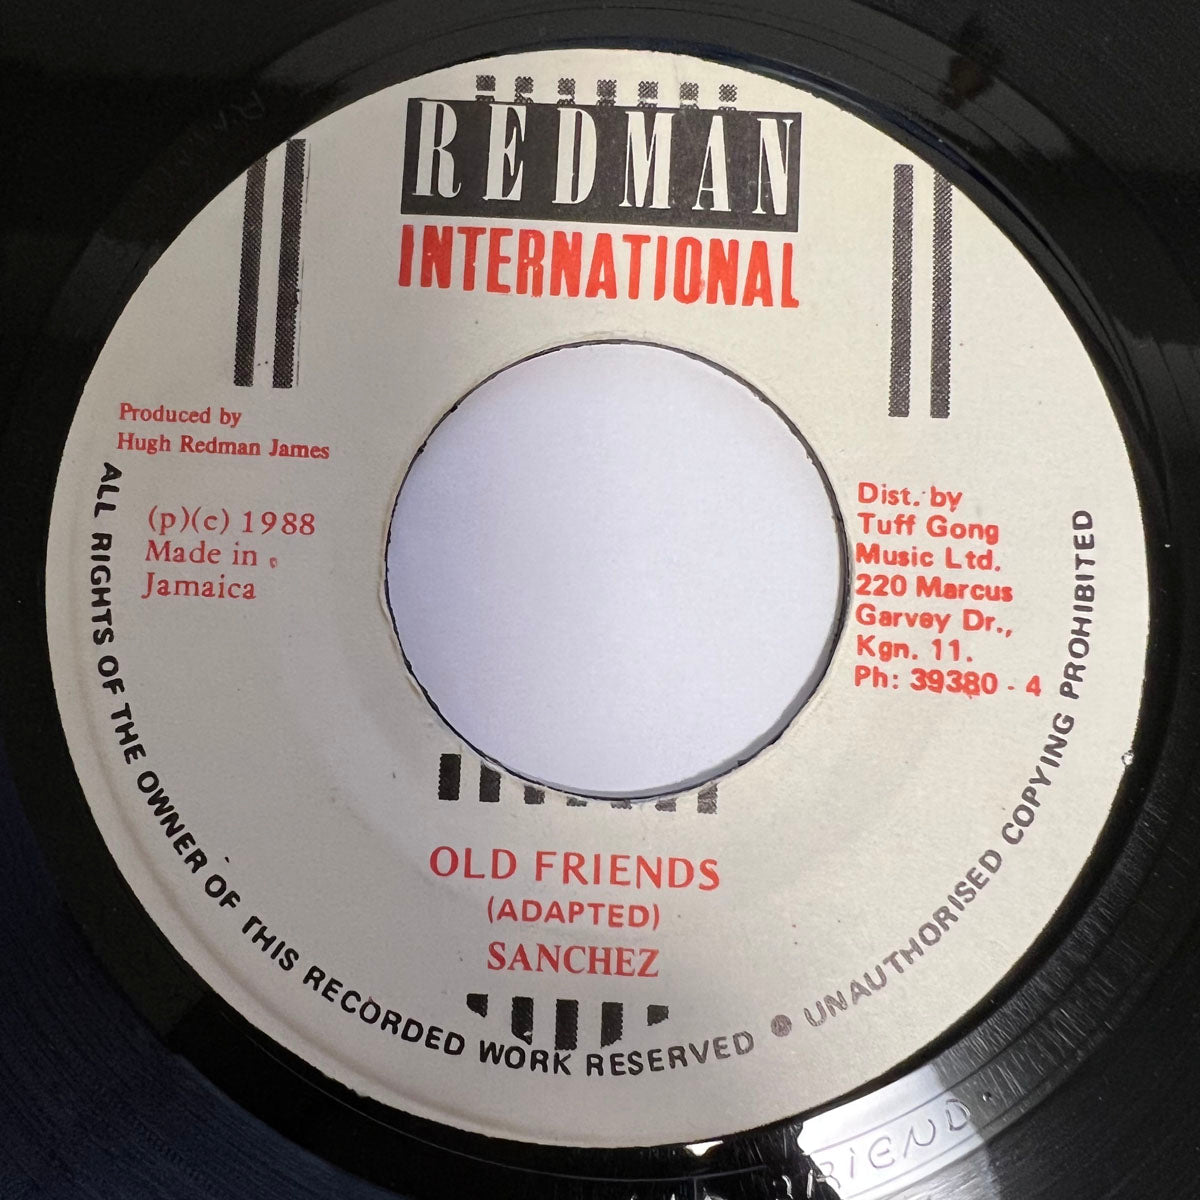 REDMAN
INTERNATIONAL
Produced by
Hugh Redman James
(p)(c) 1988
Made in
Jamaica
Dist. by
Tuff Gong
Music Ltd.
220 Marcus
Garvey Dr.,
Kgn. 11.
Ph: 39380 - 4
OLD FRIENDS
(ADAPTED)
SANCHEZ
ALL RIGHTS OF THE OWNER OF THIS RECORDED WORK RESERVED ● UNAUTHORISED COPYING PROHIBITED